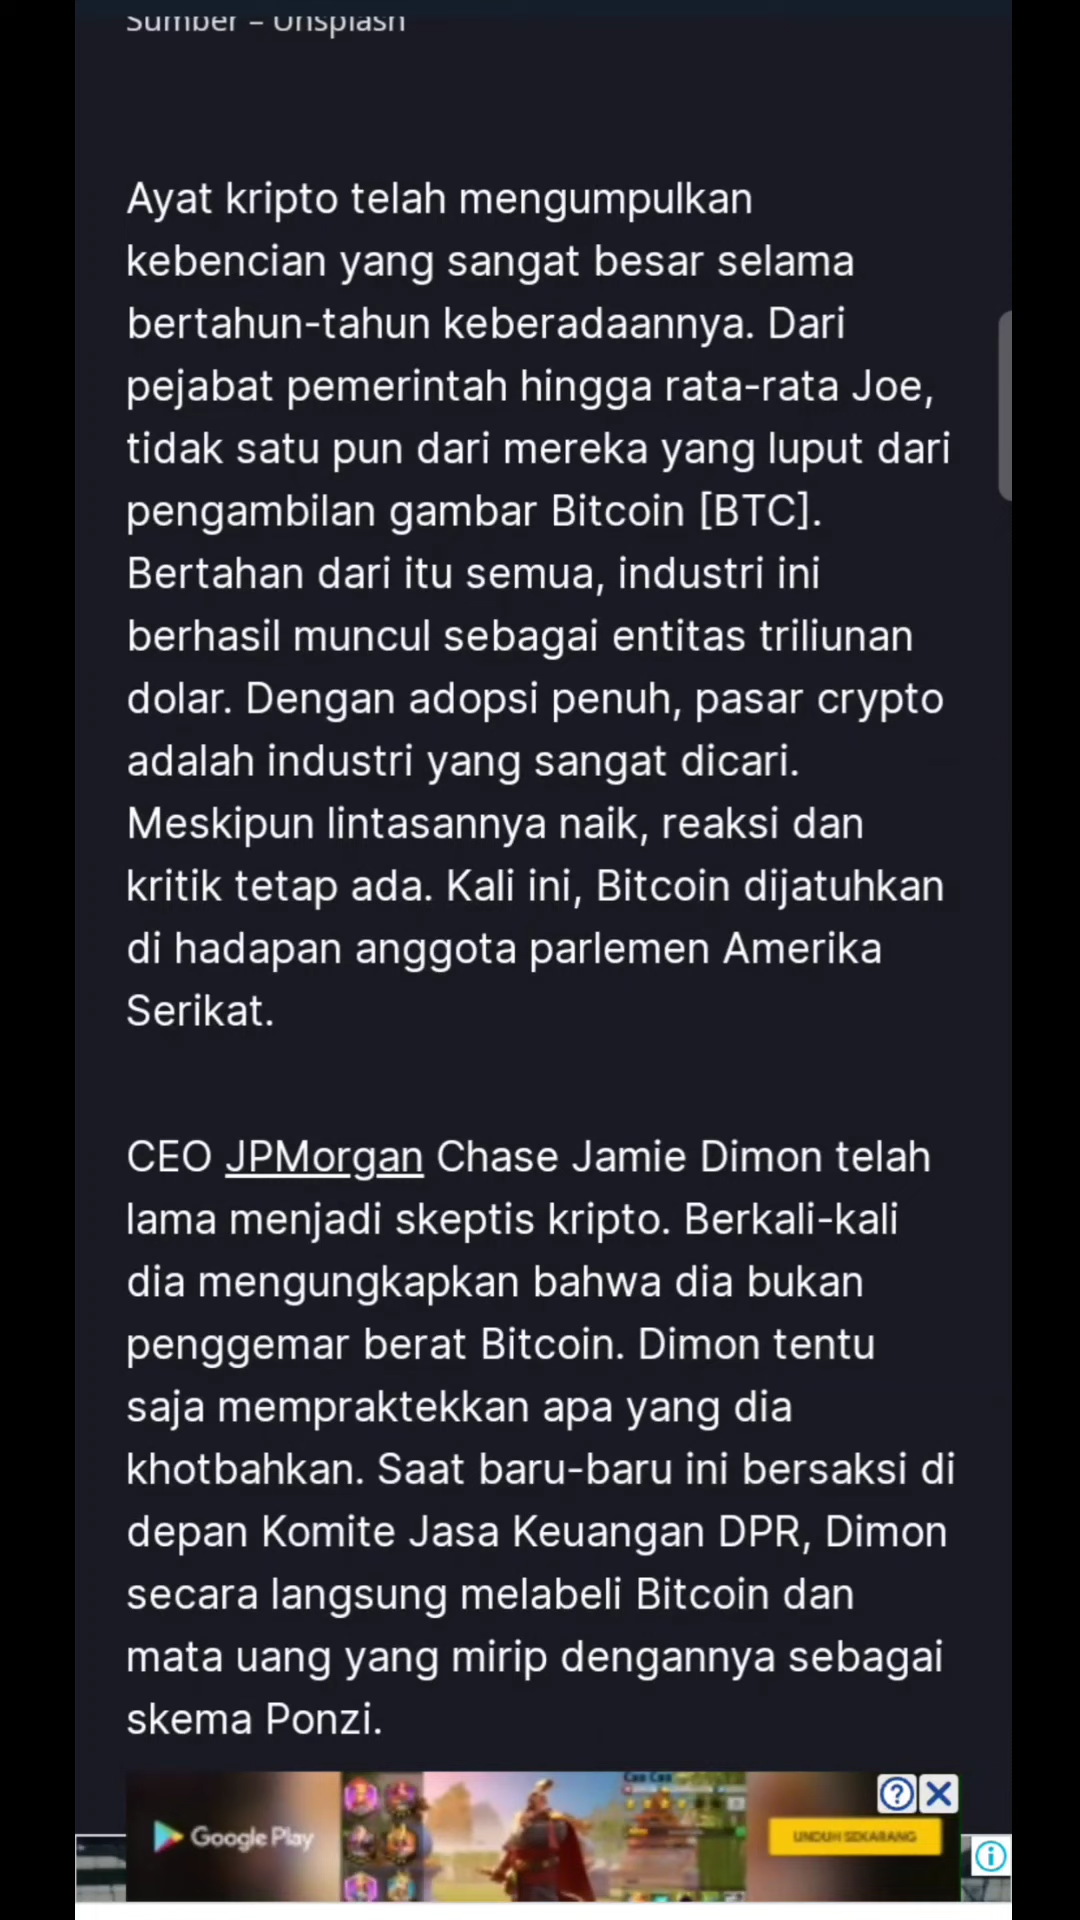 Sumber – Unsplash
Ayat kripto telah mengumpulkan
kebencian yang sangat besar selama
bertahun-tahun keberadaannya. Dari
pejabat pemerintah hingga rata-rata Joe,
tidak satu pun dari mereka yang luput dari
pengambilan gambar Bitcoin [BTC].
Bertahan dari itu semua, industri ini
berhasil muncul sebagai entitas triliunan
dolar. Dengan adopsi penuh, pasar crypto
adalah industri yang sangat dicari.
Meskipun lintasannya naik, reaksi dan
kritik tetap ada. Kali ini, Bitcoin dijatuhkan
di hadapan anggota parlemen Amerika
Serikat.
CEO JPMorgan Chase Jamie Dimon telah
lama menjadi skeptis kripto. Berkali-kali
dia mengungkapkan bahwa dia bukan
penggemar berat Bitcoin. Dimon tentu
saja mempraktekkan apa yang dia
khotbahkan. Saat baru-baru ini bersaksi di
depan Komite Jasa Keuangan DPR, Dimon
secara langsung melabeli Bitcoin dan
mata uang yang mirip dengannya sebagai
skema Ponzi.
Google Play
UNDUH SEKARANG